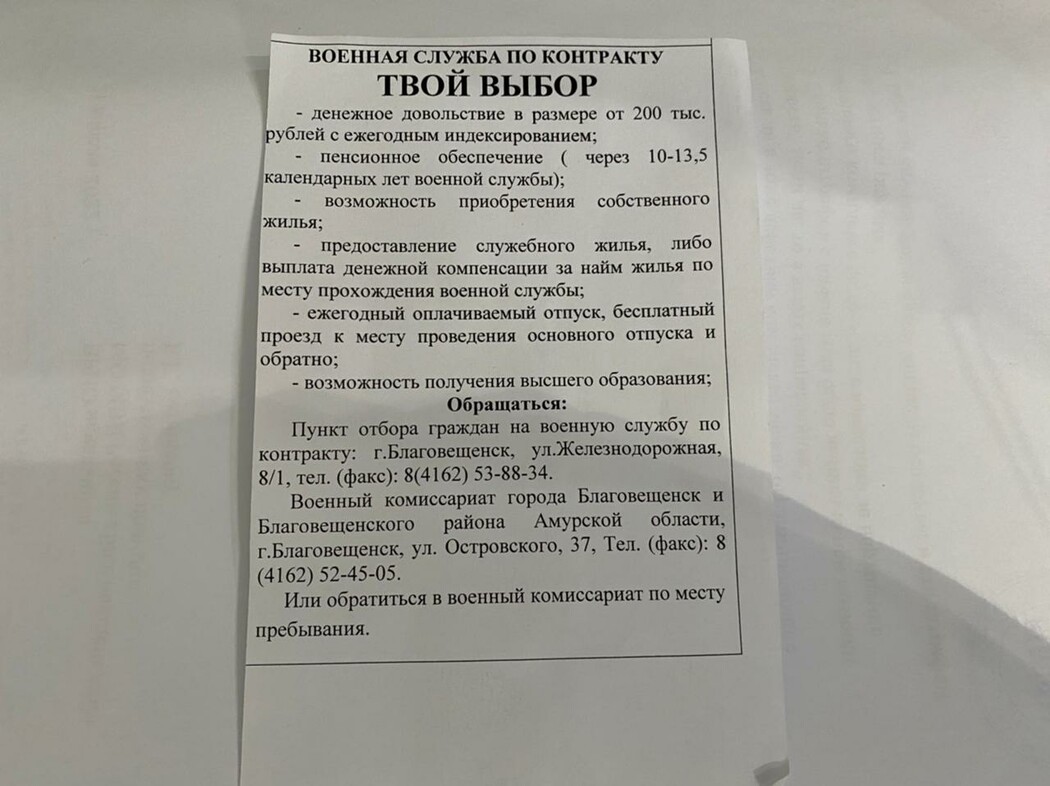 ВОЕННАЯ СЛУЖБА ПО КОНТРАКТУ
ТВОЙ ВЫБОР
- денежное довольствие в размере от 200 тыс.
рублей с ежегодным индексированием;
- пенсионное обеспечение ( через 10-13,5
календарных лет военной службы);
- возможность приобретения собственного
жилья;
- предоставление служебного жилья, либо
выплата денежной компенсации за найм жилья по
месту прохождения военной службы;
- ежегодный оплачиваемый отпуск, бесплатный
проезд к месту проведения основного отпуска и
обратно;
- возможность получения высшего образования;
Обращаться:
Пункт отбора граждан на военную службу по
контракту: г.Благовещенск, ул.Железнодорожная,
8/1, тел. (факс): 8(4162) 53-88-34.
Военный комиссариат города Благовещенск и
Благовещенского района Амурской области,
г.Благовещенск, ул. Островского, 37, Тел. (факс): 8
(4162) 52-45-05.
Или обратиться в военный комиссариат по месту
пребывания.